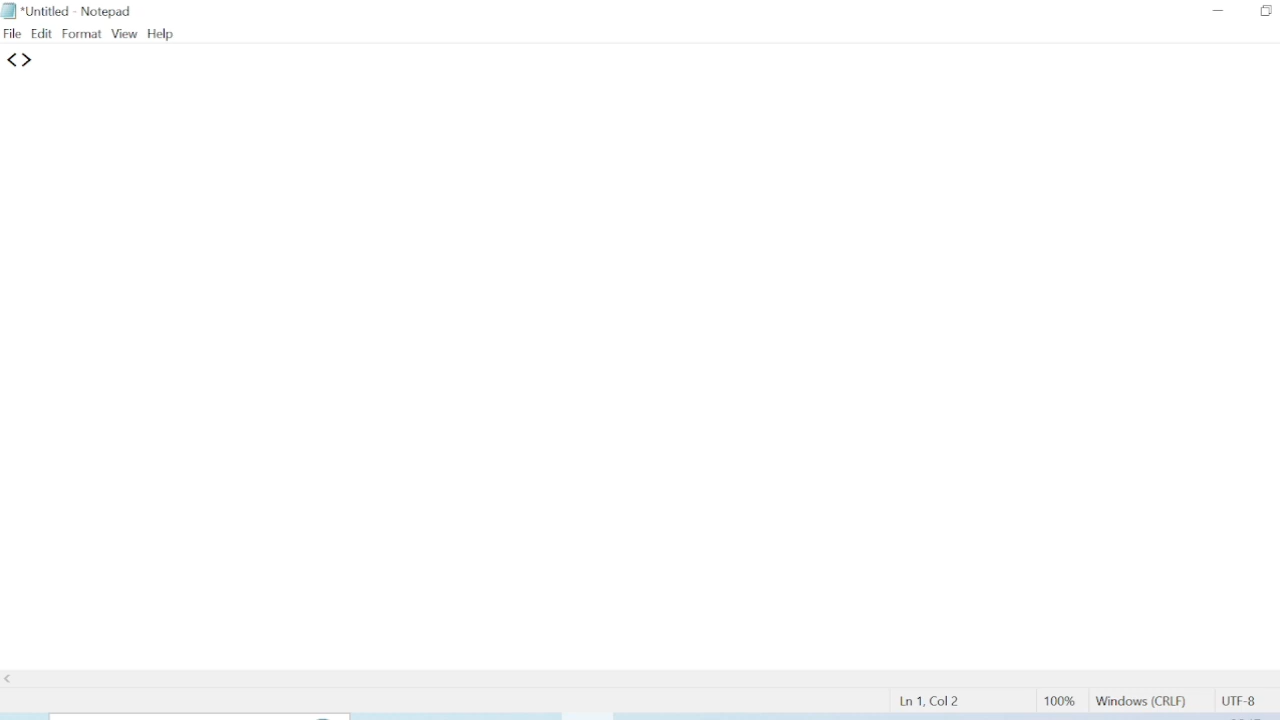 *Untitled - Notepad
File Edit Format View Help
<>
Ln 1, Col 2 100% Windows (CRLF) UTF-8